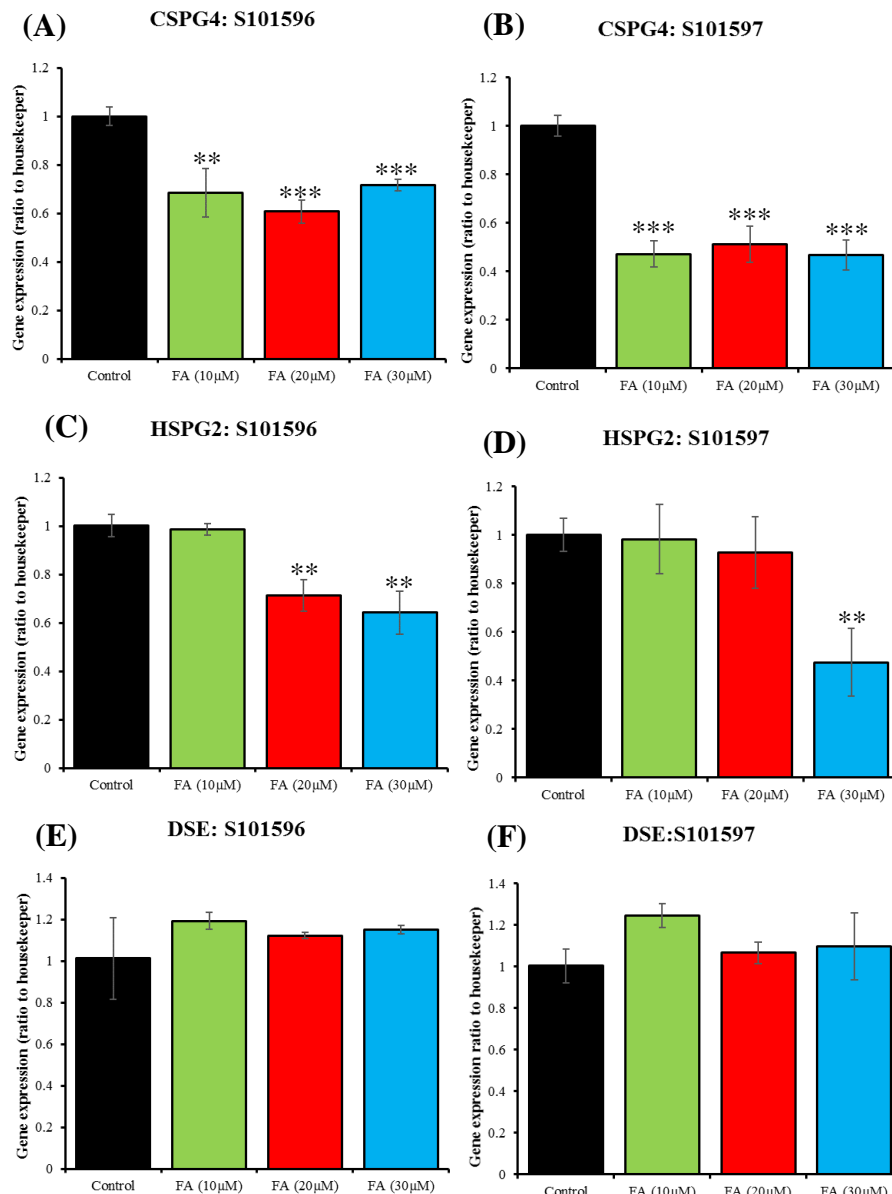 (A)
CSPG4: S101596
Gene expression (ratio to housekeeper)
1.2
1
0.8
0.6
0.4
0.2
0
**
***
***
Control
FA (10µM)
FA (20µM)
FA (30µM)
(B)
CSPG4: S101597
Gene expression (ratio to housekeeper)
1.2
1
0.8
0.6
0.4
0.2
0
***
***
***
Control
FA (10µM)
FA (20µM)
FA (30µM)
(C)
HSPG2: S101596
Gene expression (ratio to housekeeper)
1.2
1
0.8
0.6
0.4
0.2
0
**
**
Control
FA (10µM)
FA (20µM)
FA (30µM)
(D)
HSPG2: S101597
Gene expression (ratio to housekeeper)
1.2
1
0.8
0.6
0.4
0.2
0
**
Control
FA (10µM)
FA (20µM)
FA (30µM)
(E)
DSE: S101596
Gene expression (ratio to housekeeper)
1.4
1.2
1
0.8
0.6
0.4
0.2
0
Control
FA (10µM)
FA (20µM)
FA (30µM)
(F)
DSE:S101597
Gene expression ratio to housekeeper)
1.4
1.2
1
0.8
0.6
0.4
0.2
0
Control
FA (10µM)
FA (20µM)
FA (30µM)